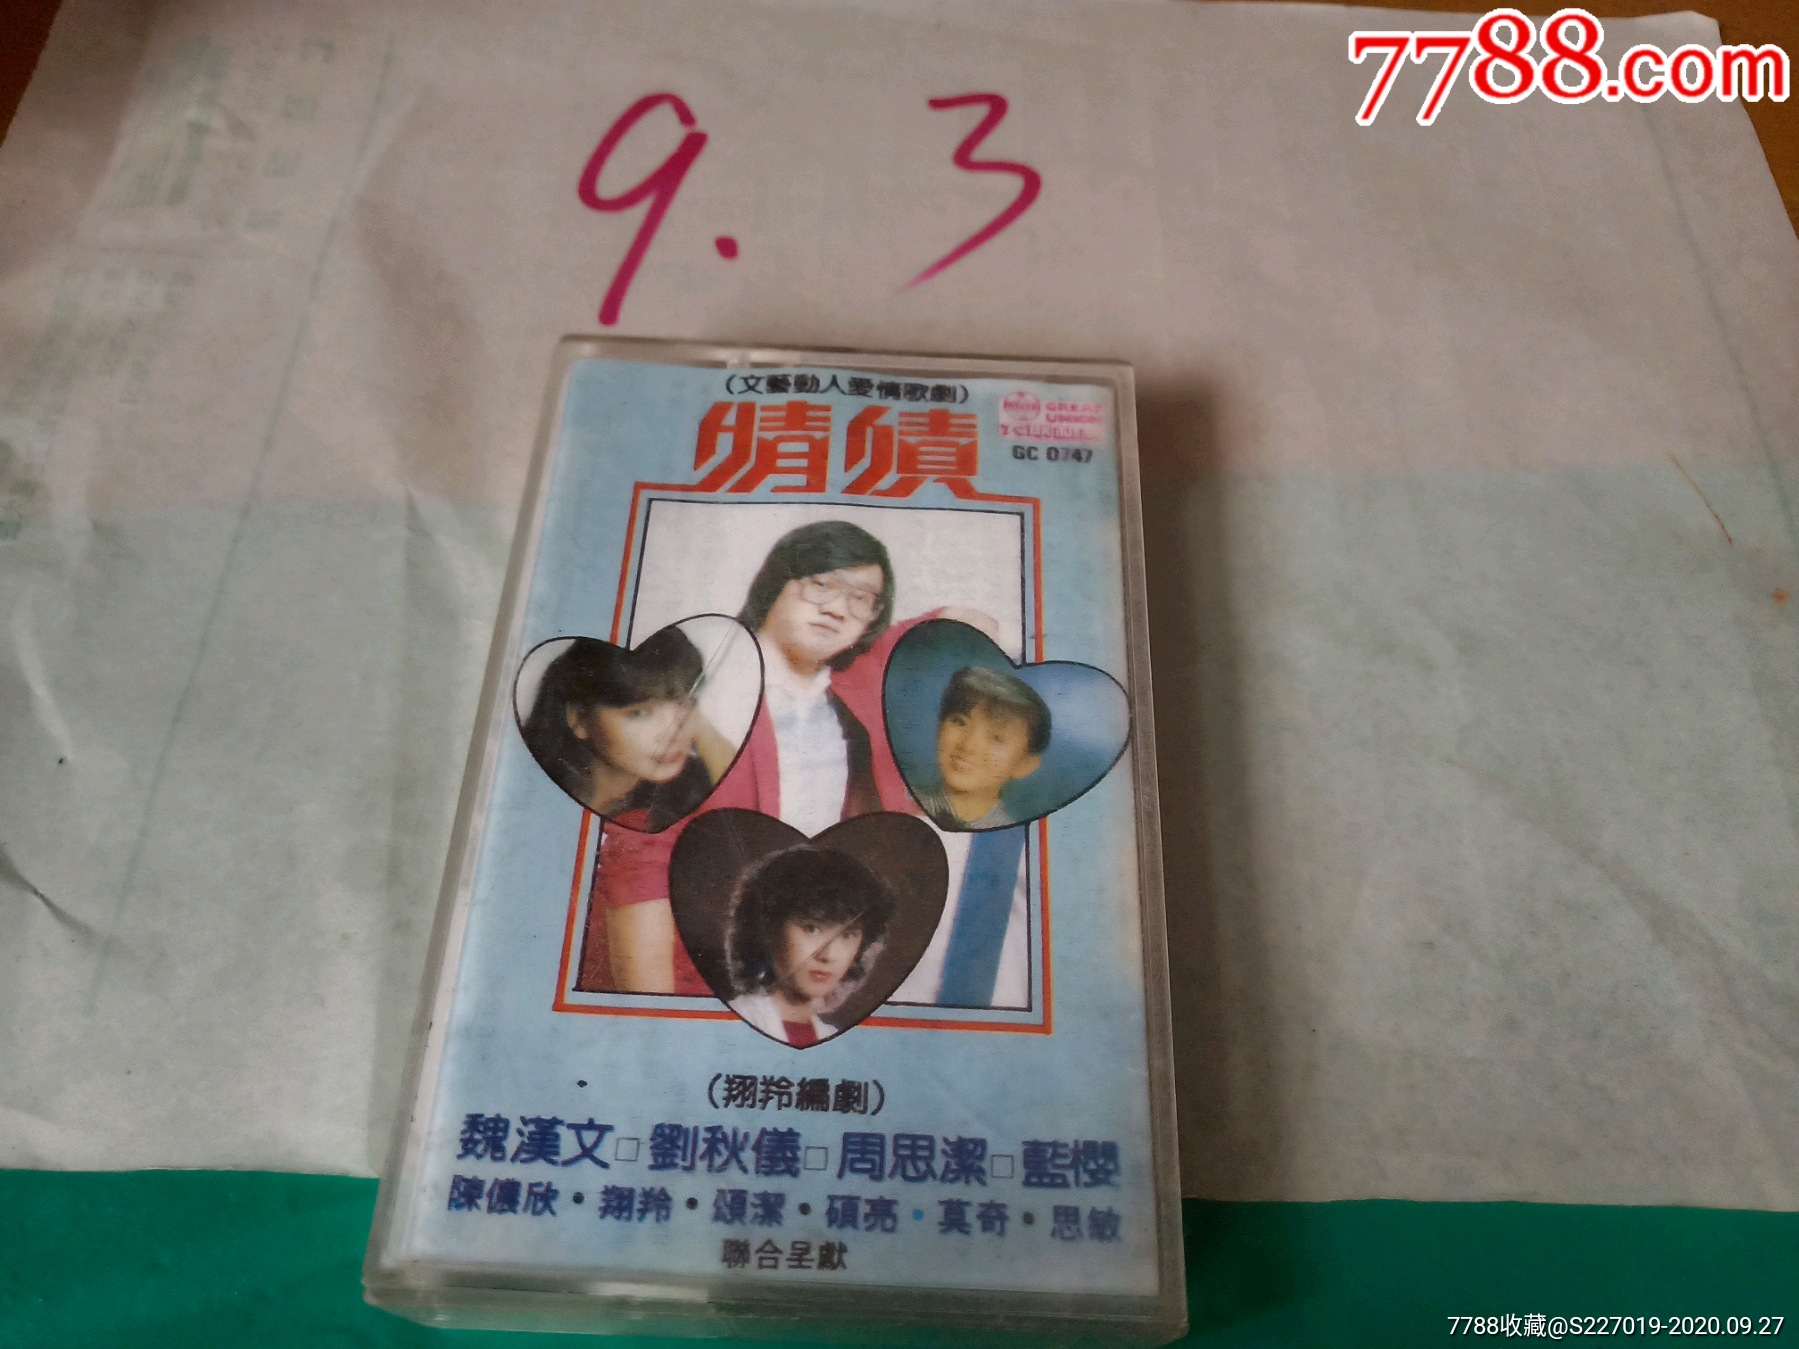 7788.com
9.3
(文藝動人愛情歌劇)
情債
GREAT
UNION
GC 0747
(翔羚編劇)
魏漢文□劉秋儀□周思潔□藍櫻
陳儂欣·翔羚·頌潔·碩亮·莫奇·思敏
聯合呈獻
7788收藏@S227019-2020.09.27